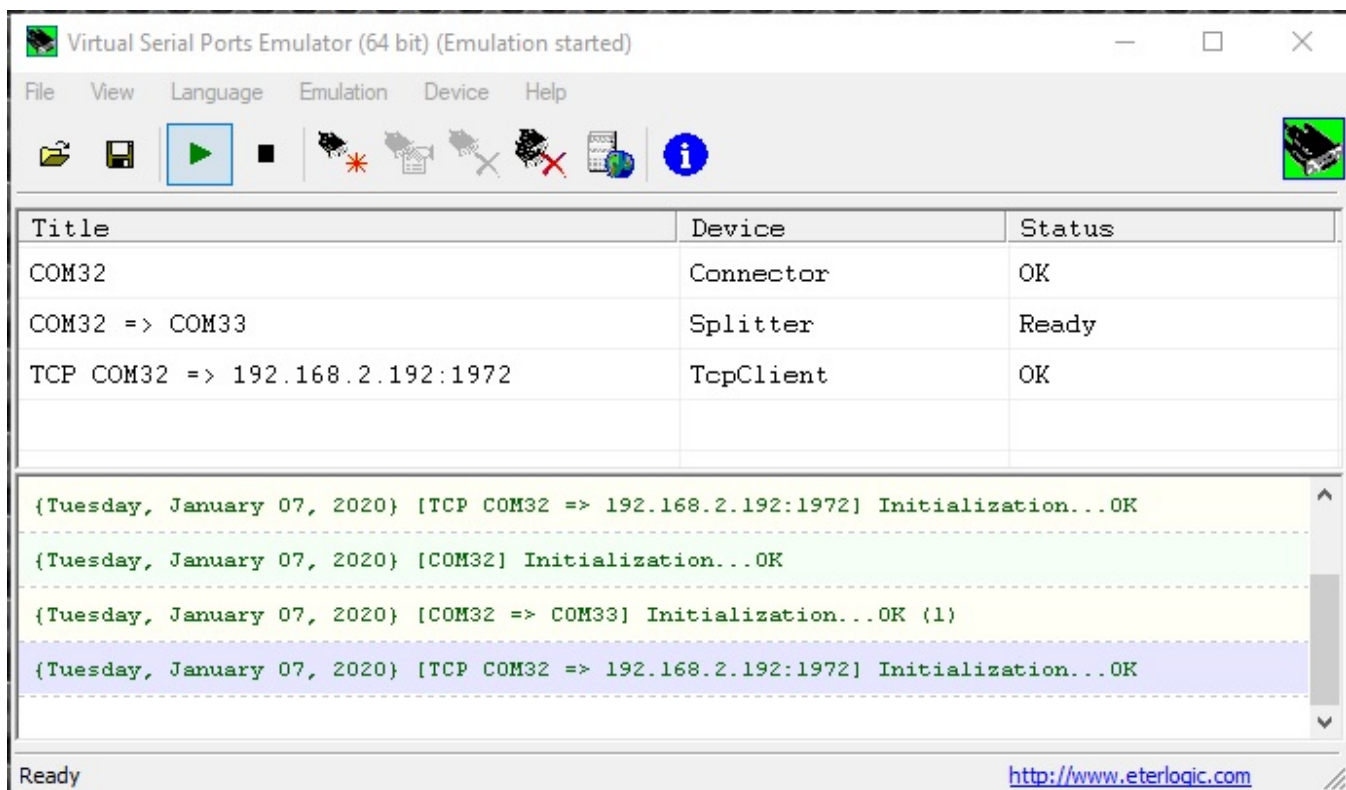 Virtual Serial Ports Emulator (64 bit) (Emulation started)
File View Language Emulation Device Help
Title Device Status
COM32 Connector OK
COM32 => COM33 Splitter Ready
TCP COM32 => 192.168.2.192:1972 TcpClient OK
{Tuesday, January 07, 2020} [TCP COM32 => 192.168.2.192:1972] Initialization...OK
{Tuesday, January 07, 2020} [COM32] Initialization...OK
{Tuesday, January 07, 2020} [COM32 => COM33] Initialization...OK (1)
{Tuesday, January 07, 2020} [TCP COM32 => 192.168.2.192:1972] Initialization...OK
Ready http://www.eterlogic.com